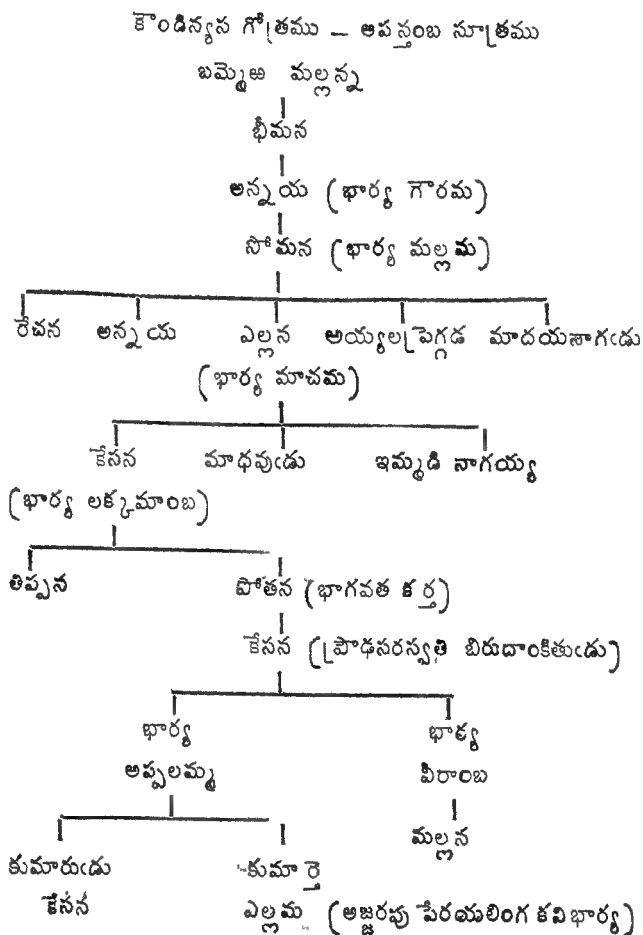 కౌండిన్యస గోత్రము — ఆపస్తంబ సూత్రము
బమ్మెఱ మల్లన్న
భీమన
అన్నయ (భార్య గౌరమ)
సోమన (భార్య మల్లమ)
రేచన అన్నయ ఎల్లన అయ్యలప్రెగ్గడ మాదయనాగఁడు
(భార్య మాచమ)
కేసన మాధవుఁడు ఇమ్మడి నాగయ్య
(భార్య లక్కమాంబ)
తిప్పన పోతన (భాగవత కర్త)
కేసన (ప్రౌఢసరస్వతి బిరుదాంకితుఁడు)
భార్య భార్య
అప్పలమ్మ వీరాంబ
మల్లన
కుమారుఁడు కుమార్తె
కేసన ఎల్లమ (అజ్జరపు పేరయలింగ కవి భార్య)